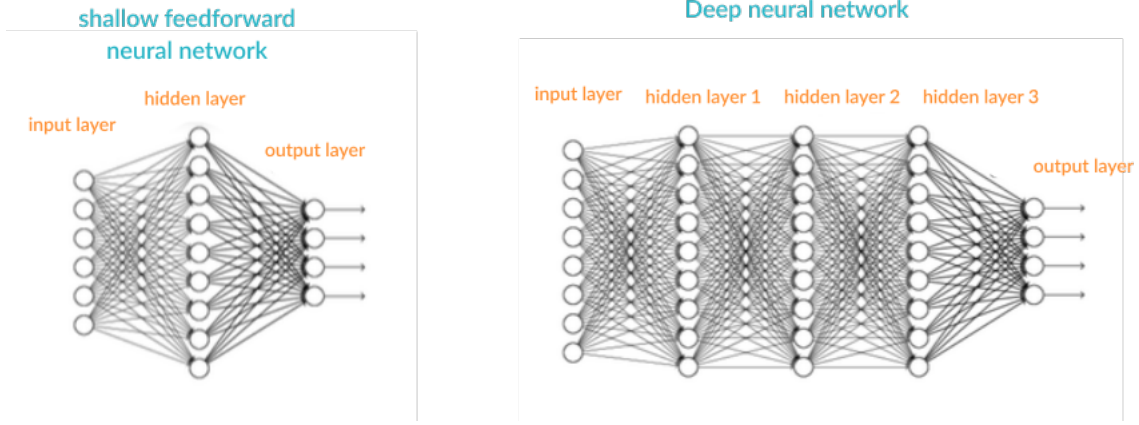 shallow feedforward
neural network
hidden layer
input layer
output layer
Deep neural network
input layer
hidden layer 1
hidden layer 2
hidden layer 3
output layer